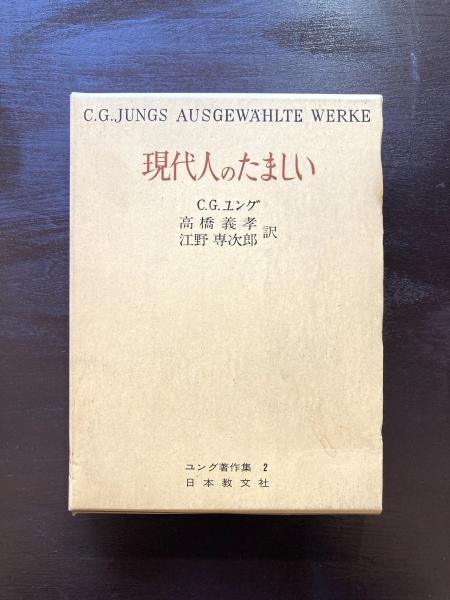 C.G.JUNGS AUSGEWÄHLTE WERKE
現代人のたましい
C.G.ユング
高橋義孝
江野専次郎 訳
ユング著作集 2
日本教文社